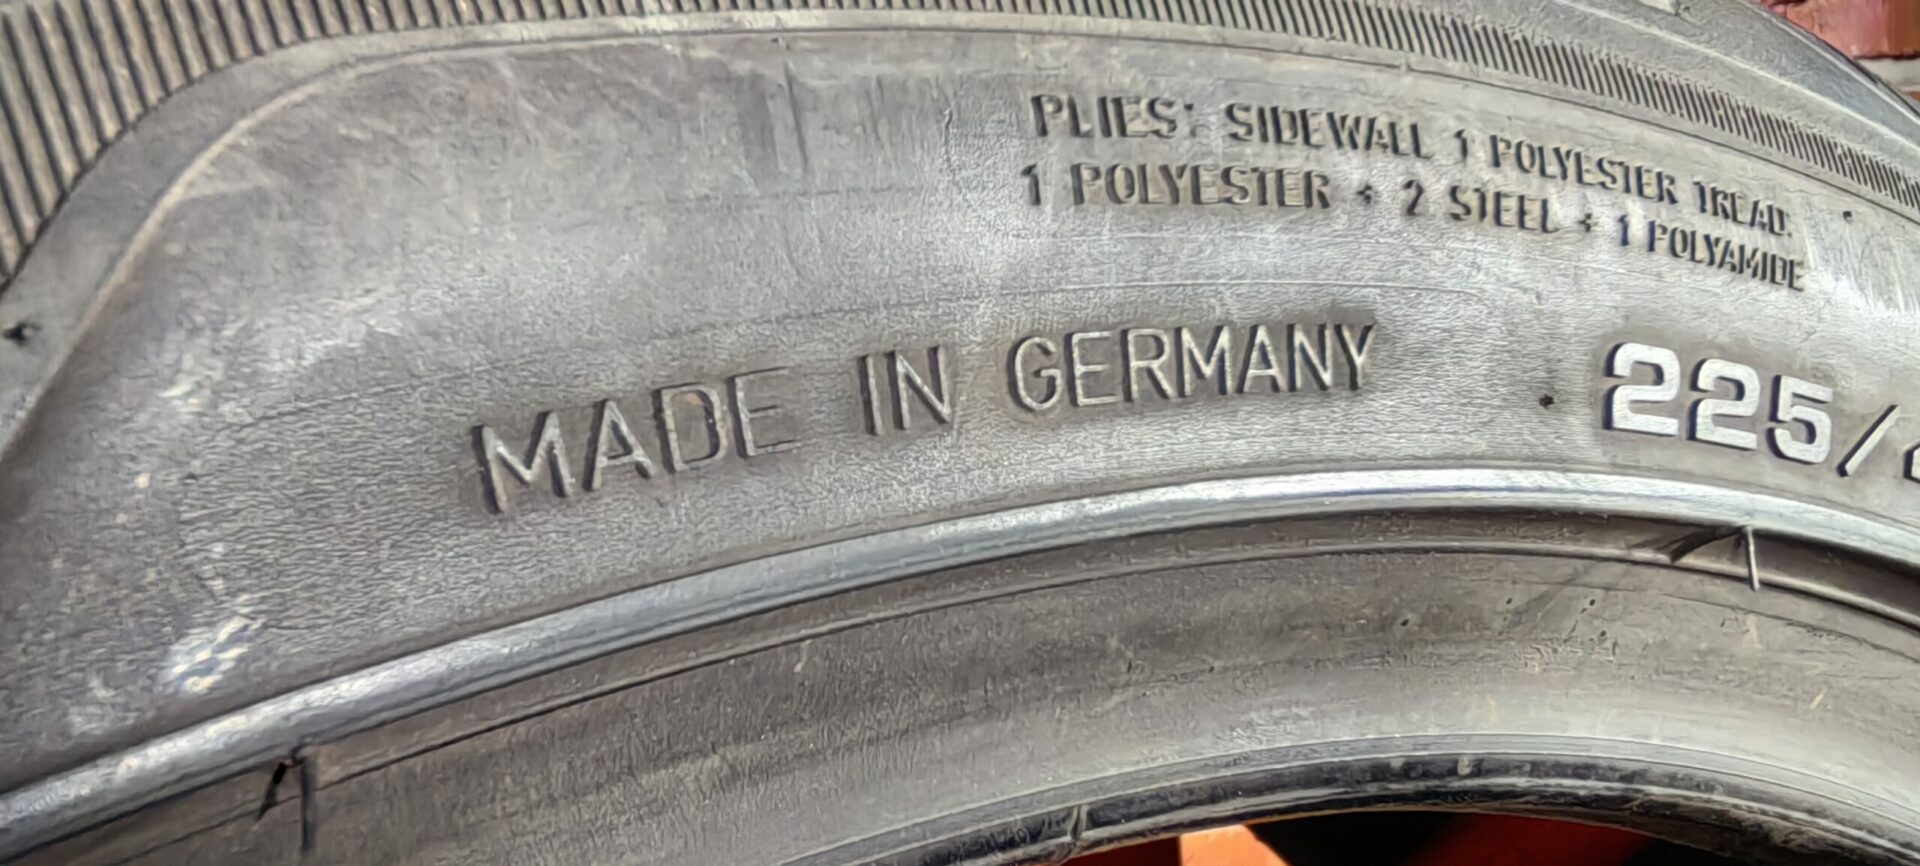 PLIES: SIDEWALL 1 POLYESTER TREAD:
1 POLYESTER + 2 STEEL + 1 POLYAMIDE
MADE IN GERMANY
225/